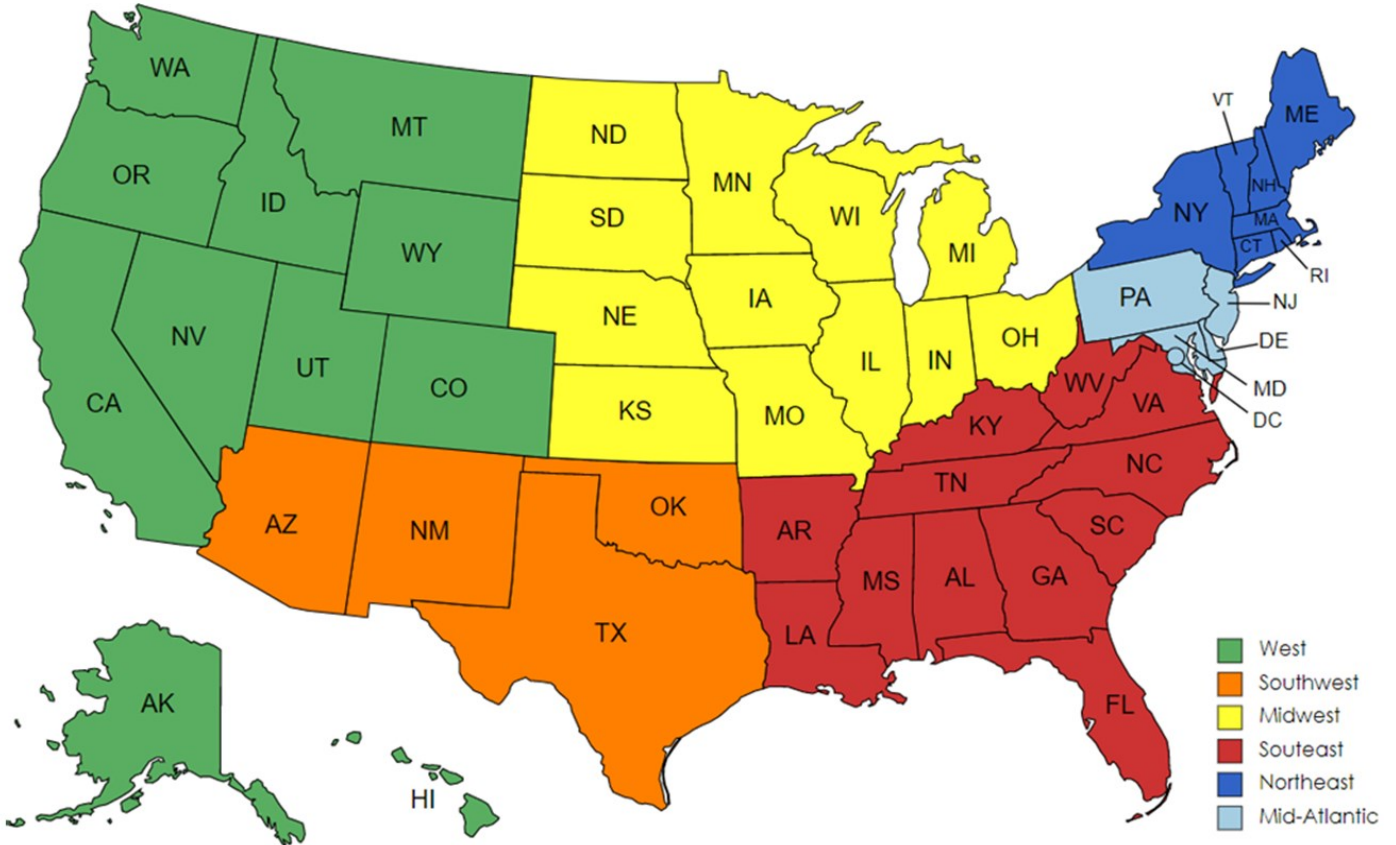 WA
MT
ND
MN
VT
ME
OR
ID
SD
WI
NH
NY
MA
WY
MI
CT
RI
IA
PA
NJ
NE
NV
OH
DE
UT
IL
IN
CO
WV
MD
CA
KS
MO
VA
DC
KY
NC
TN
OK
AZ
NM
AR
SC
MS
AL
GA
TX
LA
West
Southwest
AK
FL
Midwest
Souteast
Northeast
HI
Mid-Atlantic